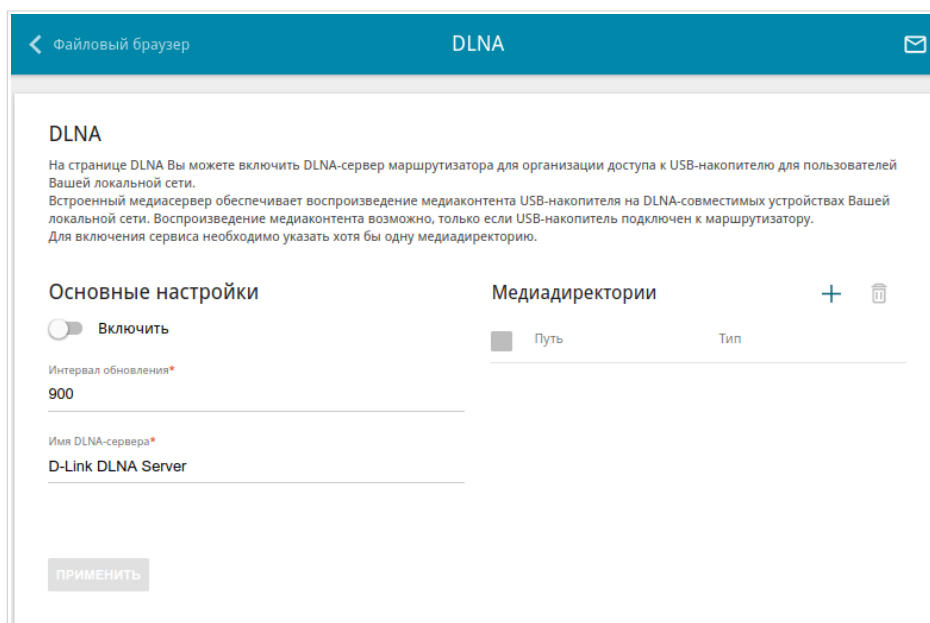 Файловый браузер
DLNA
DLNA
На странице DLNA Вы можете включить DLNA-сервер маршрутизатора для организации доступа к USB-накопителю для пользователей
Вашей локальной сети.
Встроенный медиасервер обеспечивает воспроизведение медиаконтента USB-накопителя на DLNA-совместимых устройствах Вашей
локальной сети. Воспроизведение медиаконтента возможно, только если USB-накопитель подключен к маршрутизатору.
Для включения сервиса необходимо указать хотя бы одну медиадиректорию.
Основные настройки
Включить
Интервал обновления*
900
Имя DLNA-сервера*
D-Link DLNA Server
ПРИМЕНИТЬ
Медиадиректории
Путь
Тип